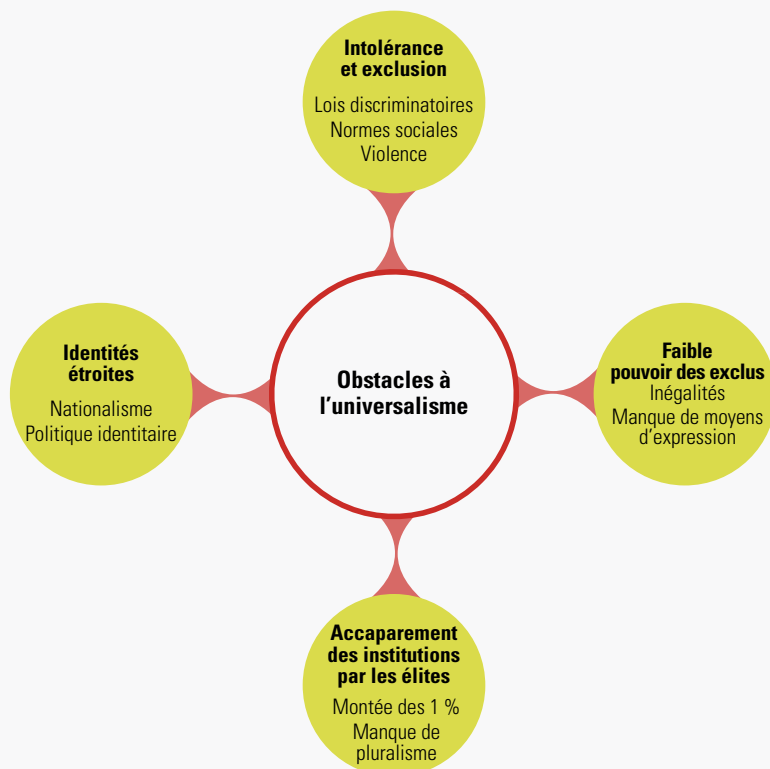 Intolérance
et exclusion
Lois discriminatoires
Normes sociales
Violence
Identités
étroites
Nationalisme
Politique identitaire
Obstacles à
l'universalisme
Faible
pouvoir des exclus
Inégalités
Manque de moyens
d'expression
Accaparement
des institutions
par les élites
Montée des 1 %
Manque de
pluralisme